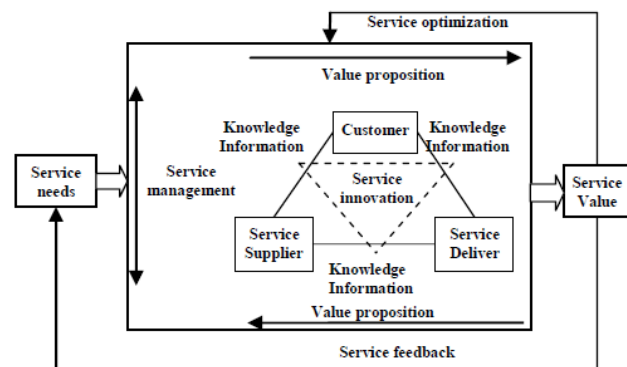 Service optimization
Value proposition
Knowledge
Information
Customer
Knowledge
Information
Service
needs
Service
management
Service
innovation
Service
Value
Service
Supplier
Service
Deliver
Knowledge
Information
Value proposition
Service feedback